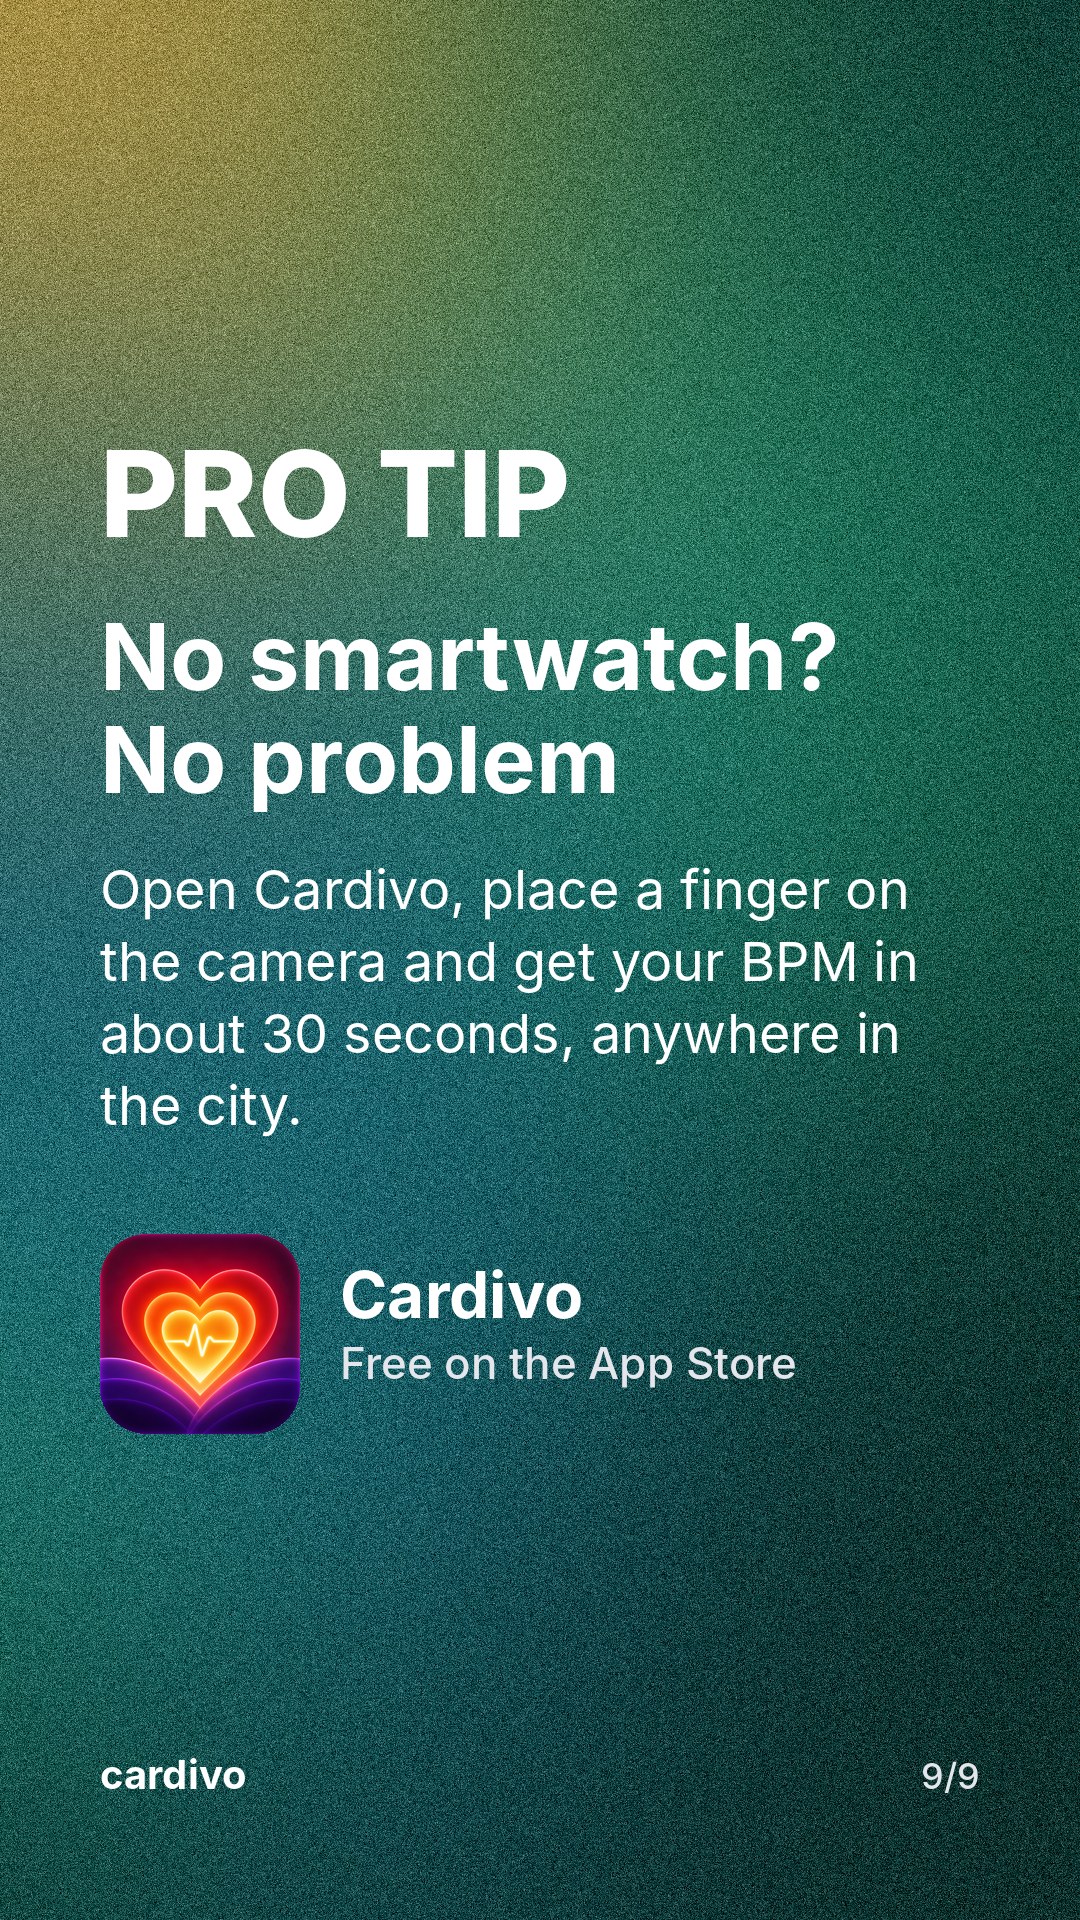 PRO TIP
No smartwatch?
No problem
Open Cardivo, place a finger on
the camera and get your BPM in
about 30 seconds, anywhere in
the city.
Cardivo
Free on the App Store
cardivo
9/9